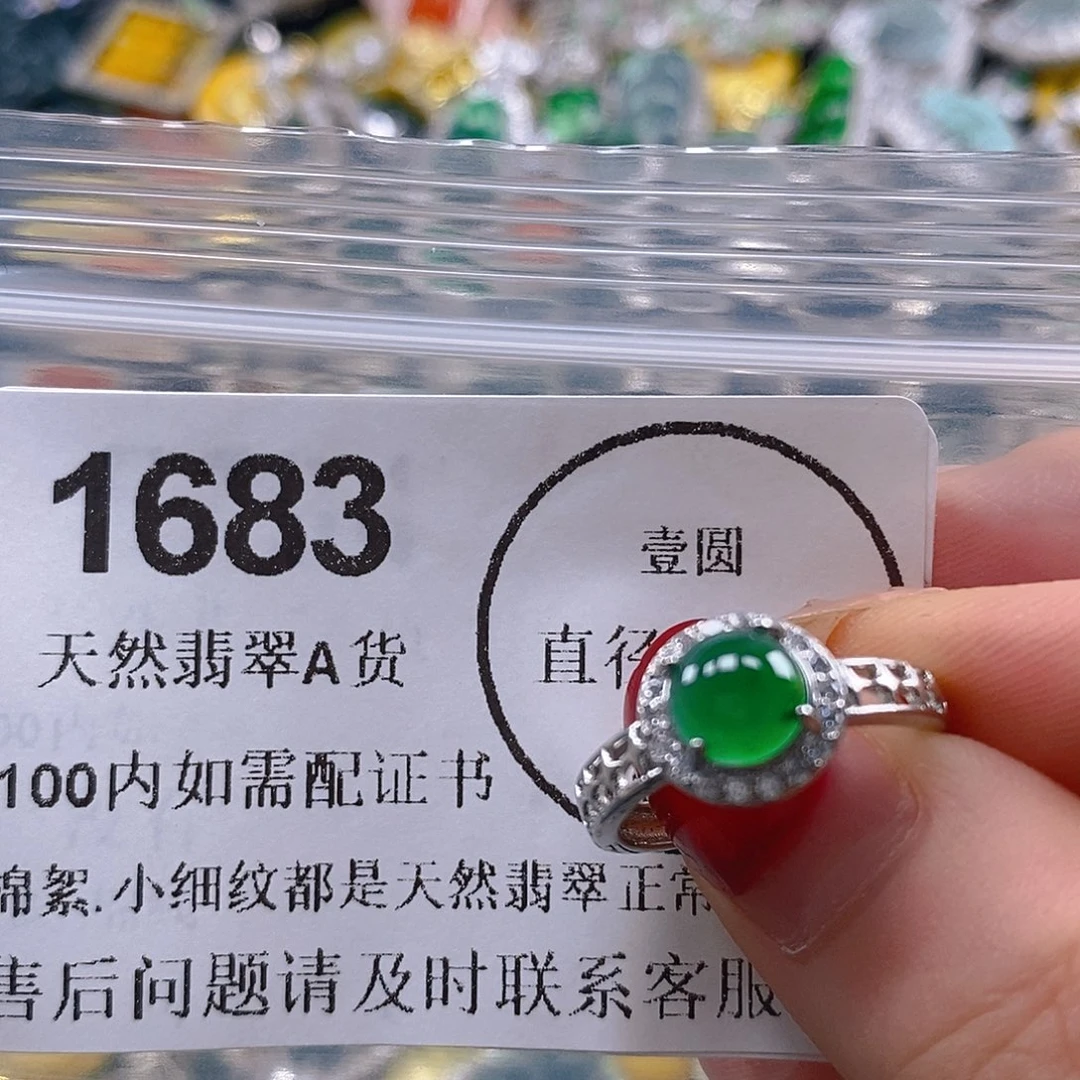 1683
壹圆
直径
天然翡翠A货
100内如需配证书
棉絮.小细纹都是天然翡翠正常
售后问题请及时联系客服